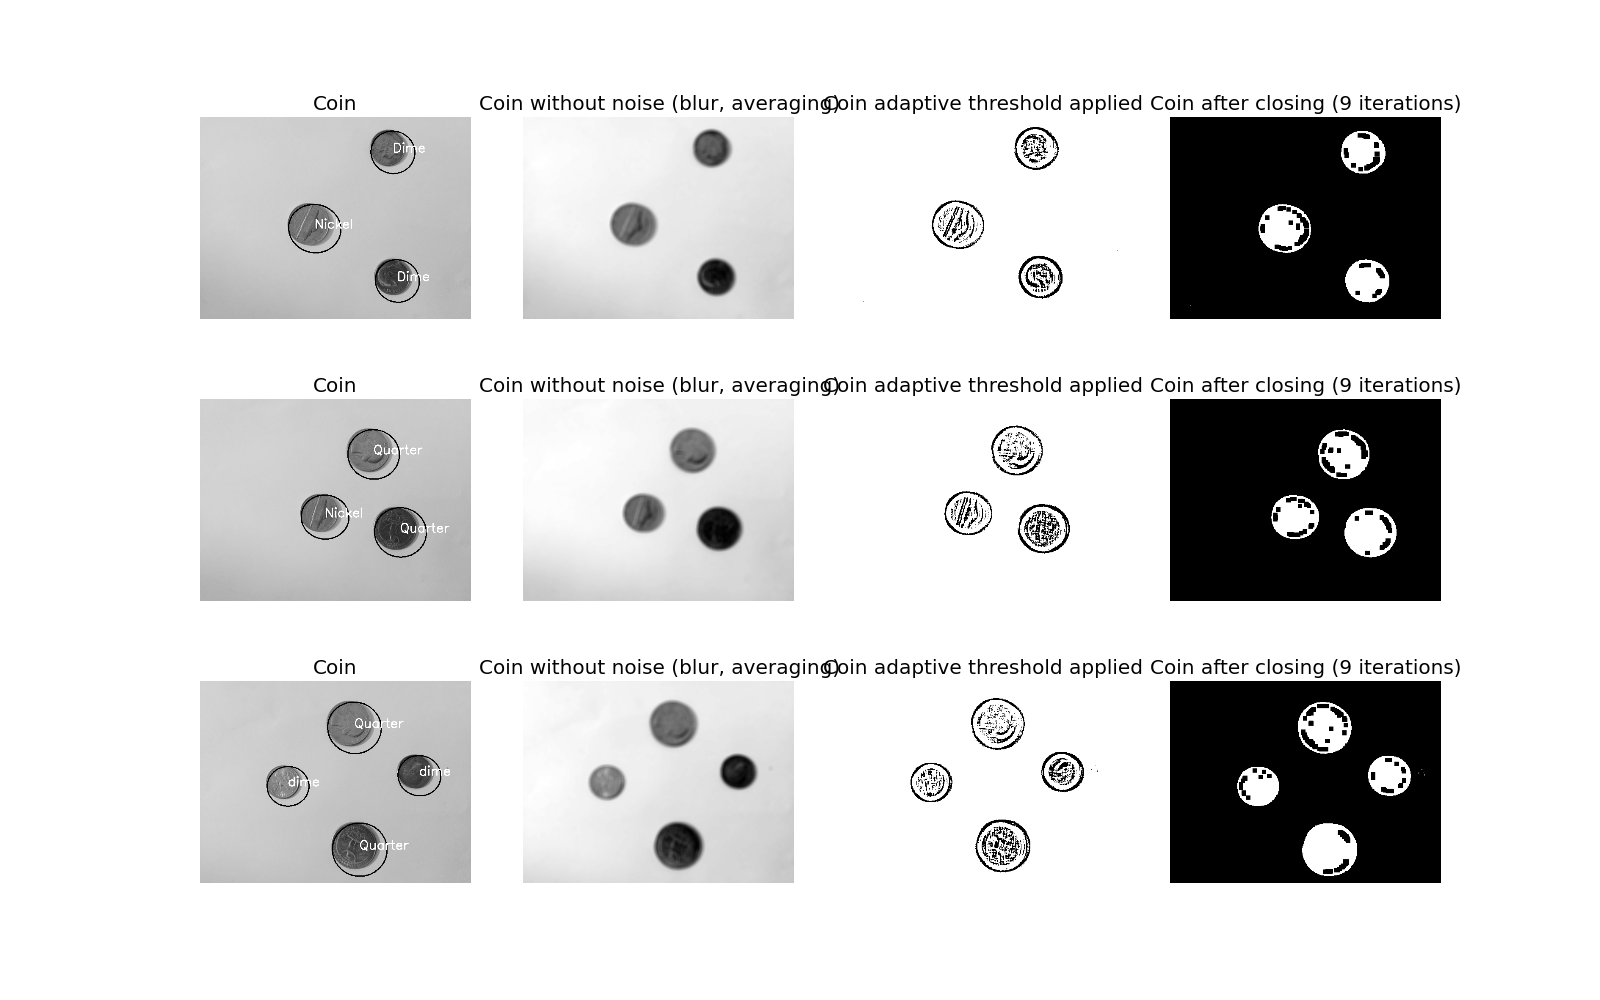 Coin
Coin without noise (blur, averaging)
Coin adaptive threshold applied
Coin after closing (9 iterations)
Dime
Nickel
Dime
Coin
Coin without noise (blur, averaging)
Coin adaptive threshold applied
Coin after closing (9 iterations)
Quarter
Nickel
Quarter
Coin
Coin without noise (blur, averaging)
Coin adaptive threshold applied
Coin after closing (9 iterations)
Quarter
dime
dime
Quarter